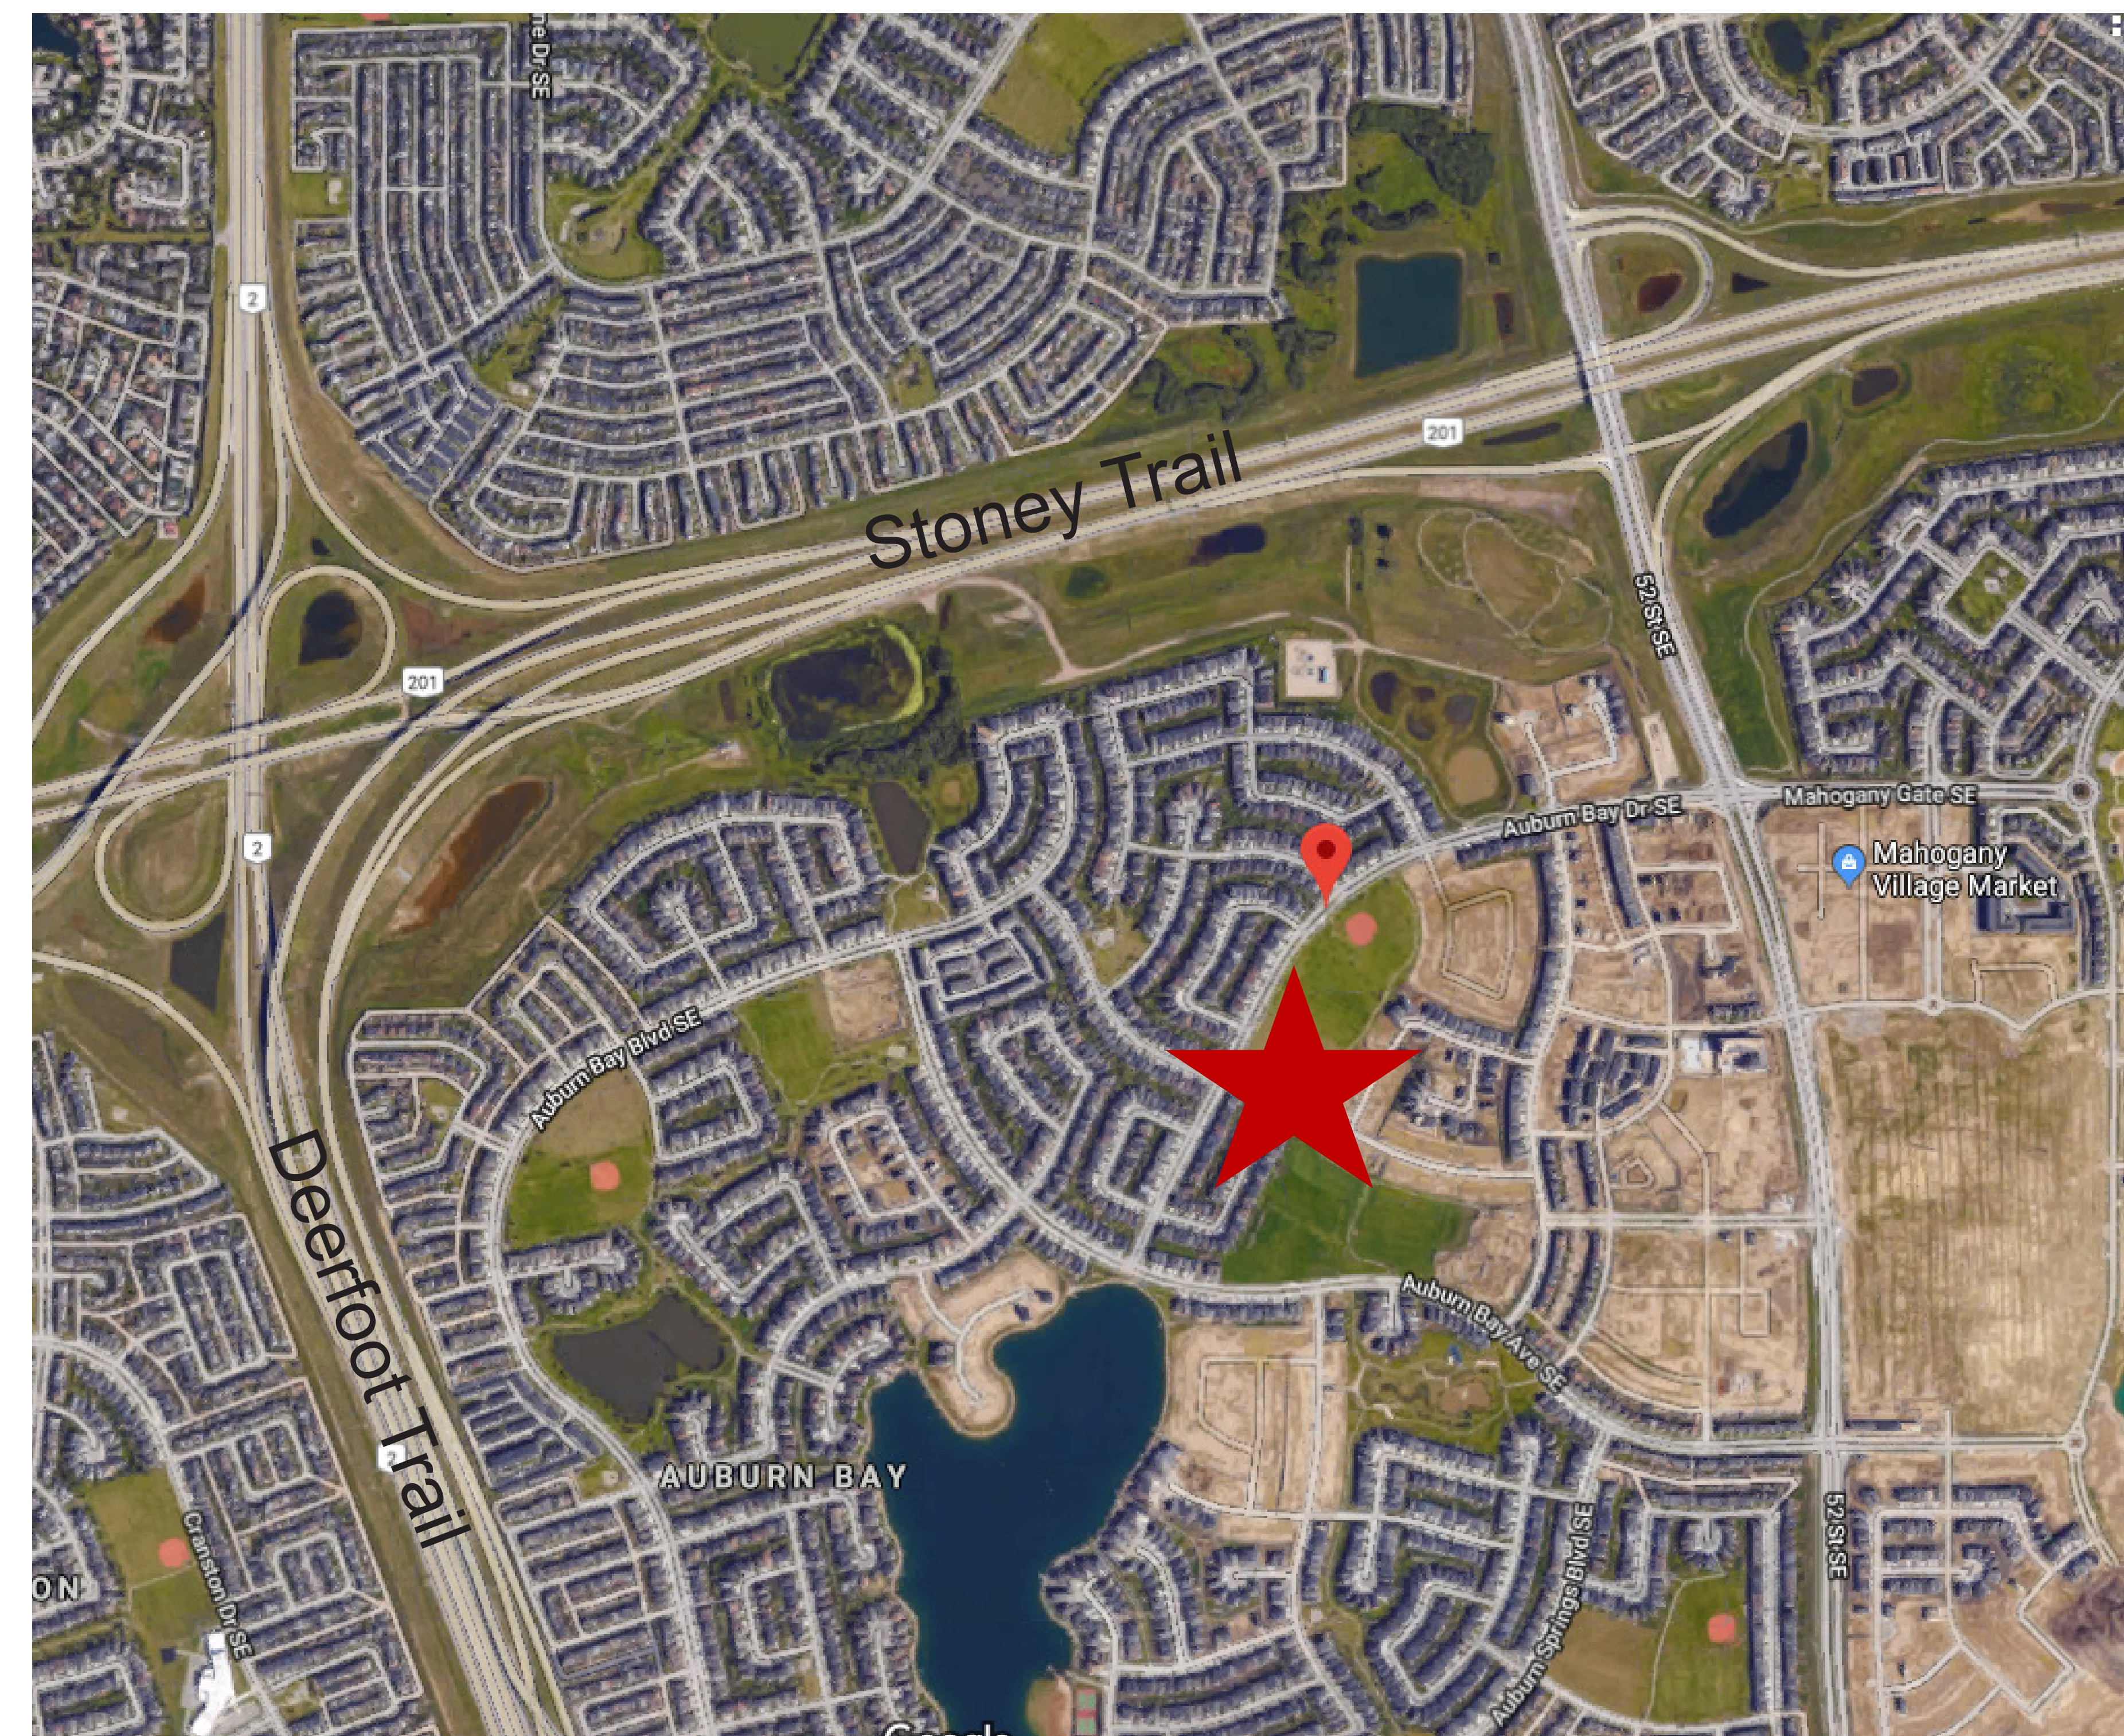 ne Dr SE
2
201
Stoney Trail
52 St SE
201
Auburn Bay Dr SE
Mahogany Gate SE
2
Mahogany
Village Market
Auburn Bay Blvd SE
Deerfoot Trail
Auburn Bay Ave SE
2
AUBURN BAY
Cranston Dr SE
52 St SE
ON
Auburn Springs Blvd SE
Google